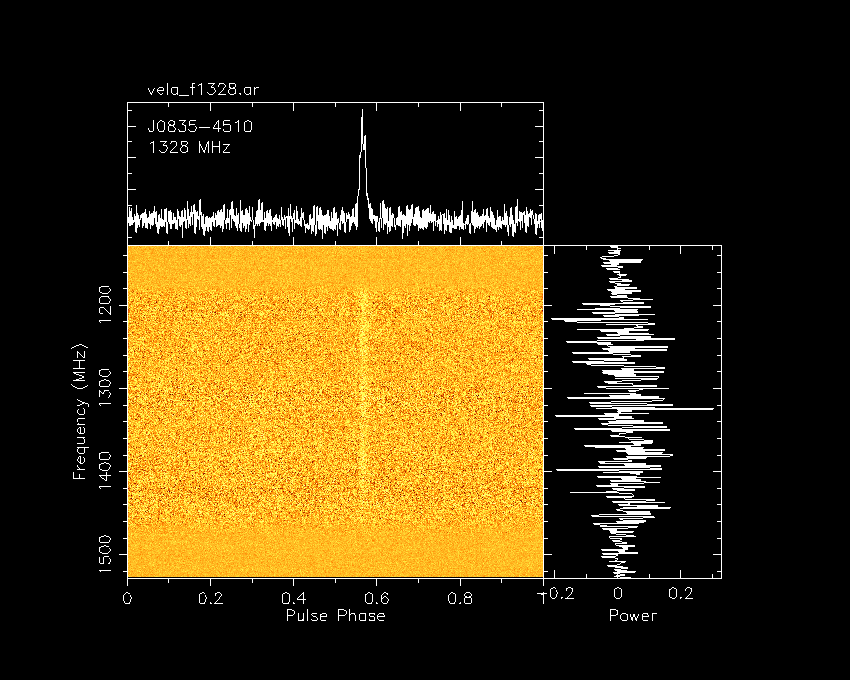 vela_f1328.ar
J0835-4510
1328 MHz
Frequency (MHz)
1200
1300
1400
1500
0 0.2 0.4 0.6 0.8 1
Pulse Phase
-0.2 0 0.2
Power